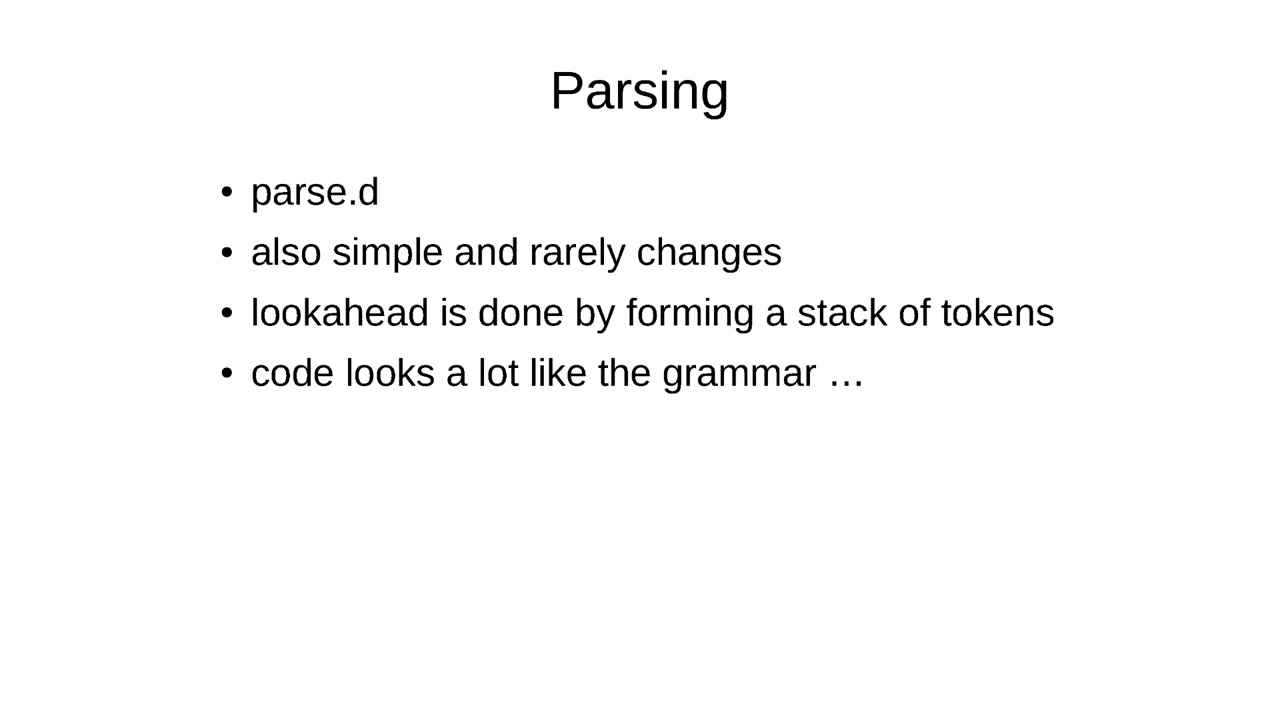 Parsing
• parse.d
• also simple and rarely changes
• lookahead is done by forming a stack of tokens
• code looks a lot like the grammar …